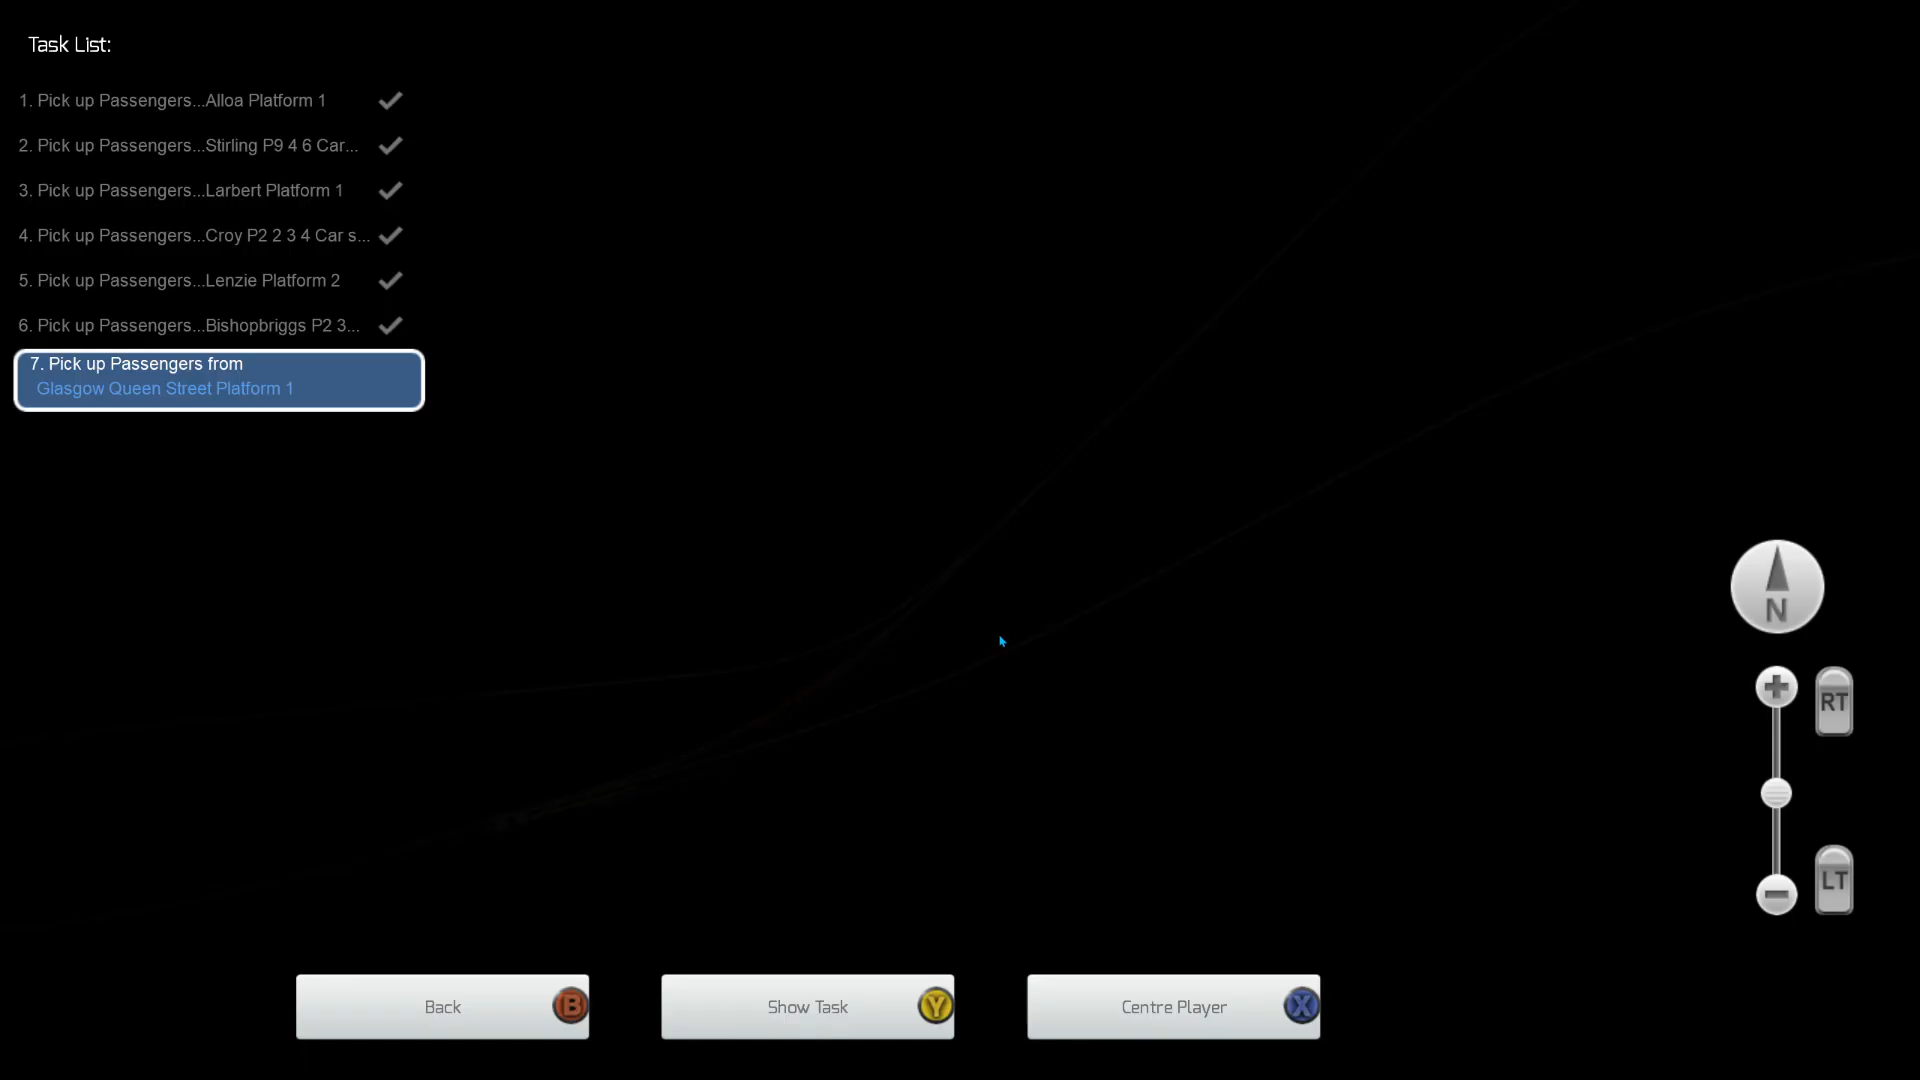 Task List:
1. Pick up Passengers...Alloa Platform 1
2. Pick up Passengers...Stirling P9 4 6 Car...
3. Pick up Passengers...Larbert Platform 1
4. Pick up Passengers...Croy P2 2 3 4 Car s...
5. Pick up Passengers...Lenzie Platform 2
6. Pick up Passengers...Bishopbriggs P2 3...
7. Pick up Passengers from
Glasgow Queen Street Platform 1
N
RT
LT
Back B
Show Task Y
Centre Player X